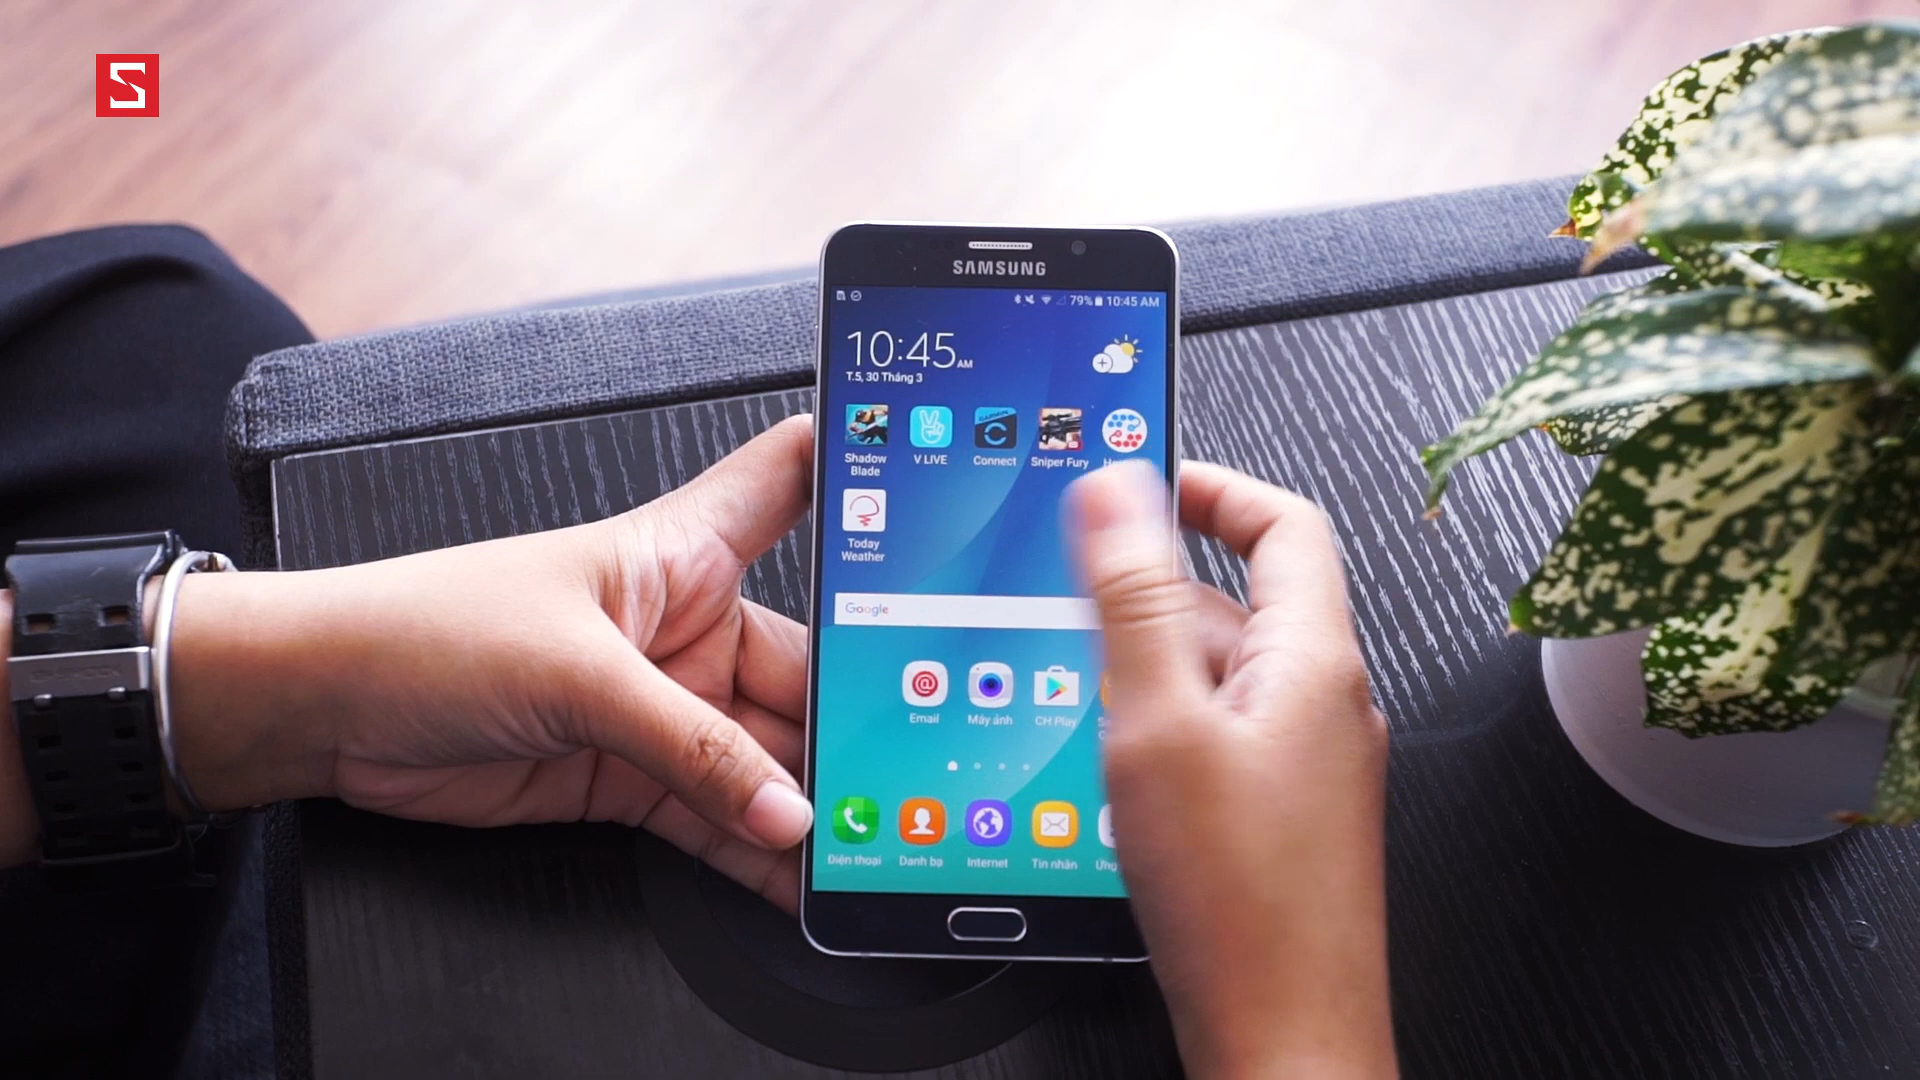 S
SAMSUNG
79% 10:45 AM
10:45 AM
T.5, 30 Tháng 3
Shadow Blade
V LIVE
GARMIN
Connect
Sniper Fury
Today Weather
Google
@
Email
Máy ảnh
CH Play
Điện thoại
Danh bạ
Internet
Tin nhắn